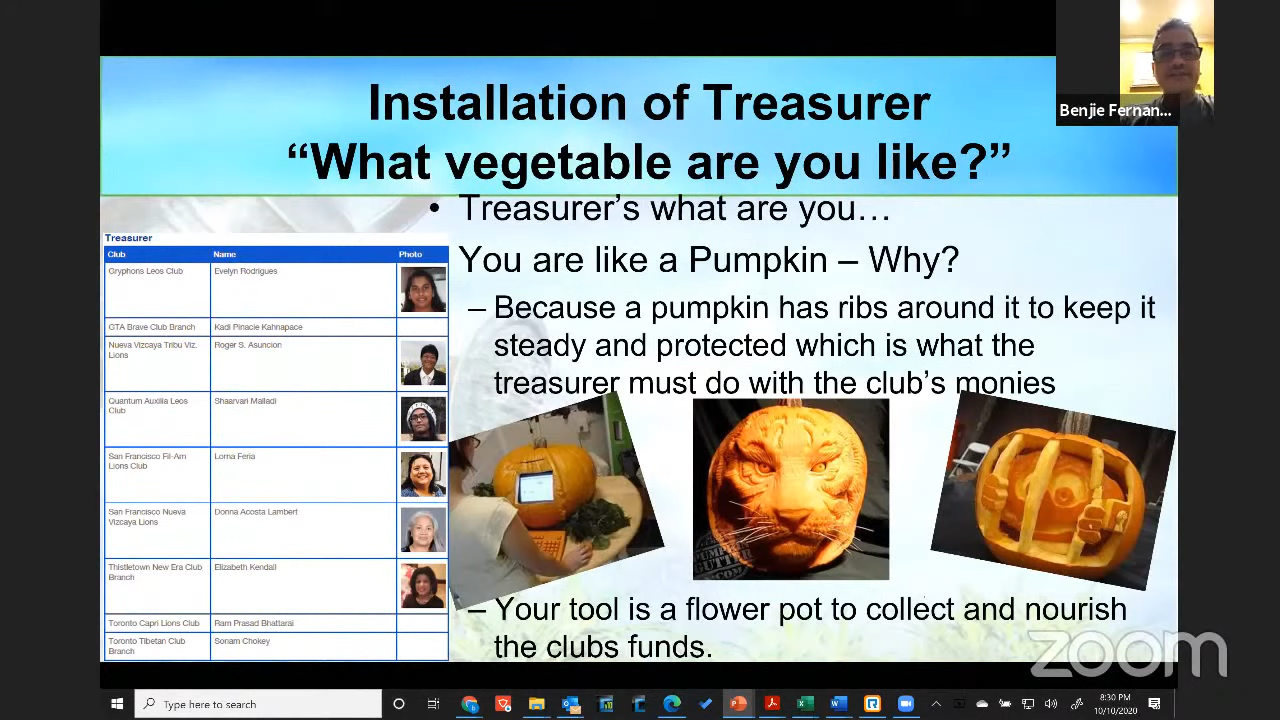 Installation of Treasurer
“What vegetable are you like?”
Benjie Fernan...
• Treasurer’s what are you…
You are like a Pumpkin – Why?
– Because a pumpkin has ribs around it to keep it
steady and protected which is what the
treasurer must do with the club’s monies
Treasurer
Club Name Photo
Gryphons Leos Club Evelyn Rodrigues
GTA Brave Club Branch Kadi Pinacie Kahnapace
Nueva Vizcaya Tribu Viz. Roger S. Asuncion
Lions
Quantum Auxilia Leos Shaarvari Malladi
Club
San Francisco Fil-Am Lorna Feria
Lions Club
San Francisco Nueva Donna Acosta Lambert
Vizcaya Lions
Thistletown New Era Club Elizabeth Kendall
Branch
Toronto Capri Lions Club Ram Prasad Bhattarai
Toronto Tibetan Club Sonam Chokey
Branch
PUMPKIN
GUTTER
.COM
– Your tool is a flower pot to collect and nourish
the clubs funds.
zoom
Type here to search
8:30 PM
10/10/2020